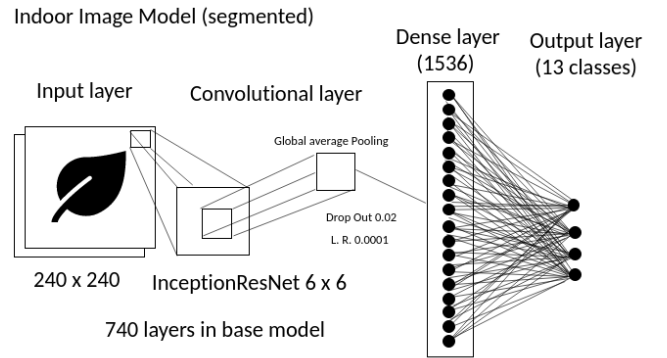 Indoor Image Model (segmented)
Dense layer
(1536)
Output layer
(13 classes)
Input layer
Convolutional layer
Global average Pooling
Drop Out 0.02
L. R. 0.0001
240 x 240
InceptionResNet 6 x 6
740 layers in base model